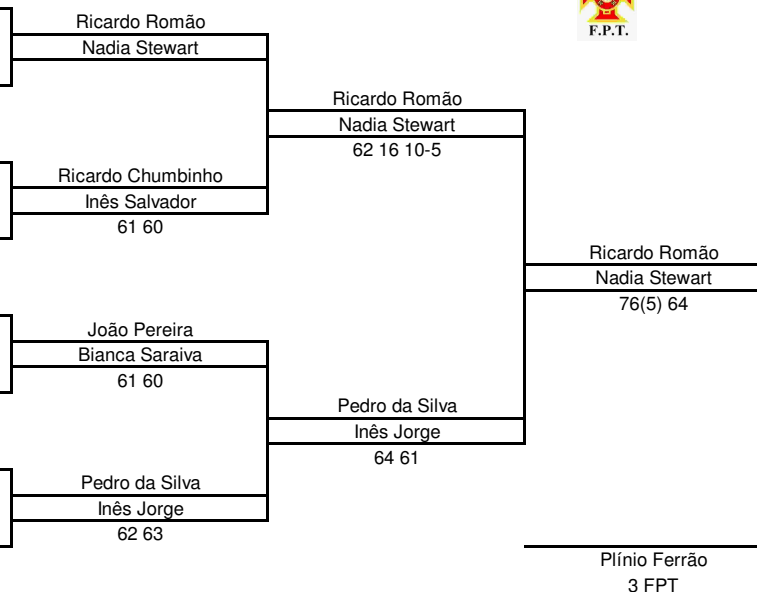 F.P.T.
Ricardo Romão
Nadia Stewart
Ricardo Romão
Nadia Stewart
62 16 10-5
Ricardo Chumbinho
Inês Salvador
61 60
Ricardo Romão
Nadia Stewart
76(5) 64
João Pereira
Bianca Saraiva
61 60
Pedro da Silva
Inês Jorge
64 61
Pedro da Silva
Inês Jorge
62 63
Plínio Ferrão
3 FPT